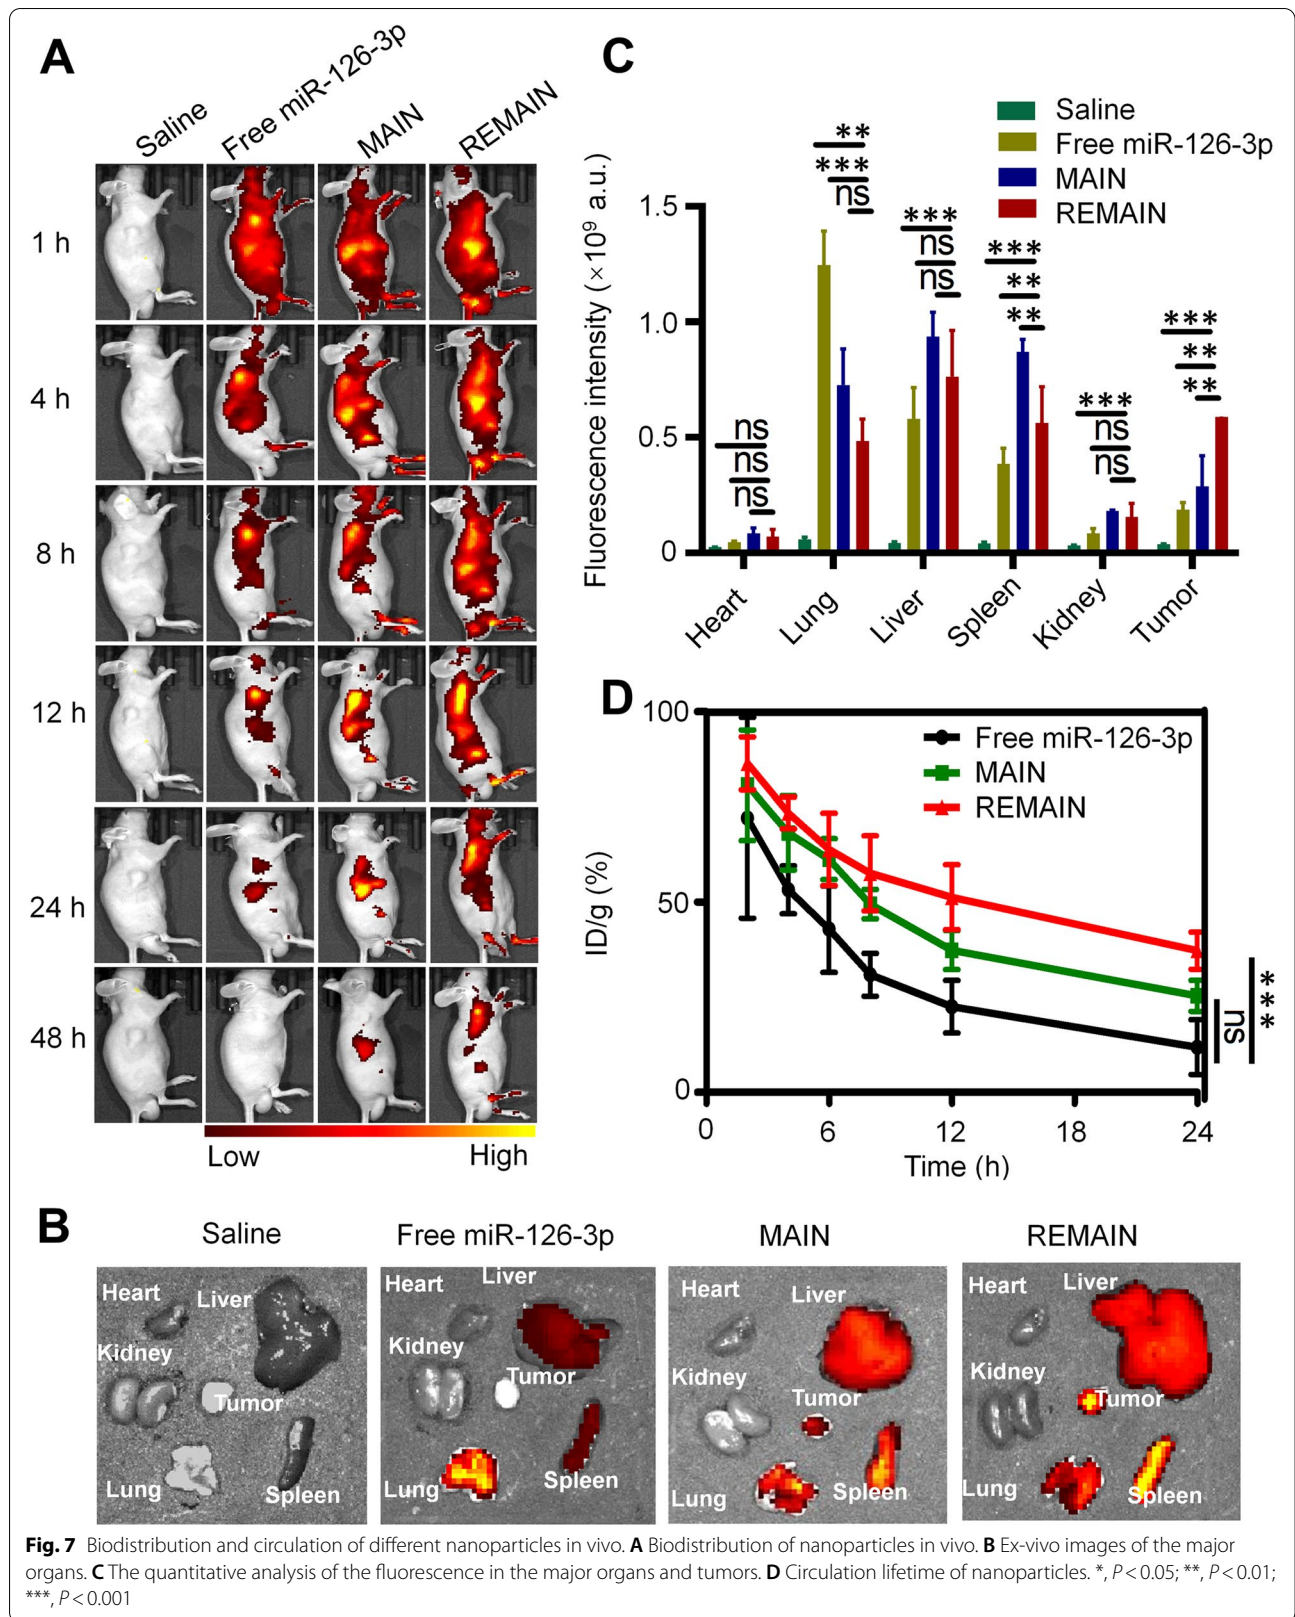 A
Saline
Free miR-126-3p
MAIN
REMAIN
1 h
4 h
8 h
12 h
24 h
48 h
Low
High
C
Saline
Free miR-126-3p
MAIN
REMAIN
Fluorescence intensity (×10⁹ a.u.)
1.5
1.0
0.5
0
**
***
ns
***
ns
ns
***
**
**
***
**
**
***
ns
ns
ns
ns
ns
Heart
Lung
Liver
Spleen
Kidney
Tumor
D
Free miR-126-3p
MAIN
REMAIN
ID/g (%)
100
50
0
ns
***
0
6
12
18
24
Time (h)
B
Saline
Heart
Liver
Kidney
Tumor
Lung
Spleen
Free miR-126-3p
Heart
Liver
Kidney
Tumor
Lung
Spleen
MAIN
Heart
Liver
Kidney
Tumor
Lung
Spleen
REMAIN
Heart
Liver
Kidney
Tumor
Lung
Spleen
Fig. 7 Biodistribution and circulation of different nanoparticles in vivo. A Biodistribution of nanoparticles in vivo. B Ex-vivo images of the major
organs. C The quantitative analysis of the fluorescence in the major organs and tumors. D Circulation lifetime of nanoparticles. *, P < 0.05; **, P < 0.01;
***, P < 0.001